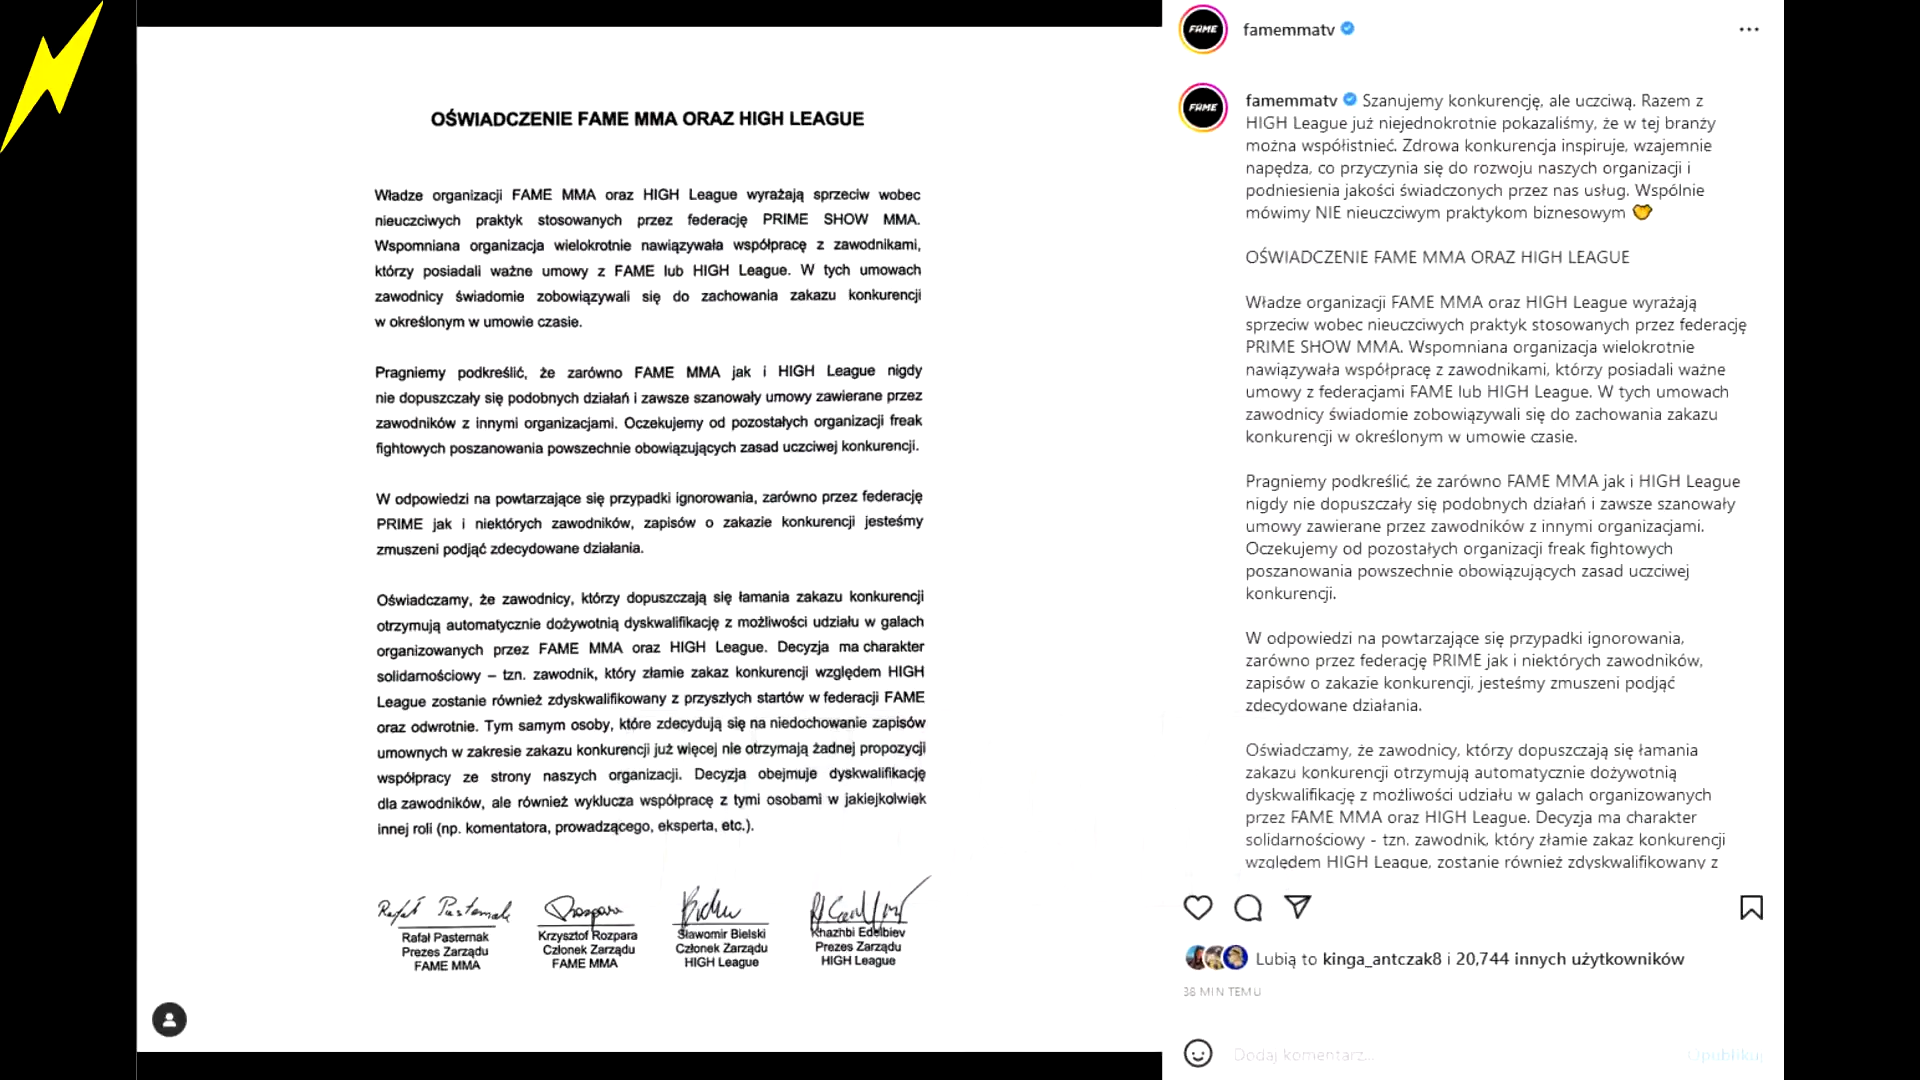 OŚWIADCZENIE FAME MMA ORAZ HIGH LEAGUE
Władze organizacji FAME MMA oraz HIGH League wyrażają sprzeciw wobec
nieuczciwych praktyk stosowanych przez federację PRIME SHOW MMA.
Wspomniana organizacja wielokrotnie nawiązywała współpracę z zawodnikami,
którzy posiadali ważne umowy z FAME lub HIGH League. W tych umowach
zawodnicy świadomie zobowiązywali się do zachowania zakazu konkurencji
w określonym w umowie czasie.
Pragniemy podkreślić, że zarówno FAME MMA jak i HIGH League nigdy
nie dopuszczały się podobnych działań i zawsze szanowały umowy zawierane przez
zawodników z innymi organizacjami. Oczekujemy od pozostałych organizacji freak
fightowych poszanowania powszechnie obowiązujących zasad uczciwej konkurencji.
W odpowiedzi na powtarzające się przypadki ignorowania, zarówno przez federację
PRIME jak i niektórych zawodników, zapisów o zakazie konkurencji jesteśmy
zmuszeni podjąć zdecydowane działania.
Oświadczamy, że zawodnicy, którzy dopuszczają się łamania zakazu konkurencji
otrzymują automatycznie dożywotnią dyskwalifikację z możliwości udziału w galach
organizowanych przez FAME MMA oraz HIGH League. Decyzja ma charakter
solidarnościowy – tzn. zawodnik, który złamie zakaz konkurencji względem HIGH
League zostanie również zdyskwalifikowany z przyszłych startów w federacji FAME
oraz odwrotnie. Tym samym osoby, które zdecydują się na niedochowanie zapisów
umownych w zakresie zakazu konkurencji już więcej nie otrzymają żadnej propozycji
współpracy ze strony naszych organizacji. Decyzja obejmuje dyskwalifikację
dla zawodników, ale również wyklucza współpracę z tymi osobami w jakiejkolwiek
innej roli (np. komentatora, prowadzącego, eksperta, etc.).
Rafał Pasternak
Rafał Pasternak
Prezes Zarządu
FAME MMA
Krzysztof Rozpara
Członek Zarządu
FAME MMA
Sławomir Bielski
Członek Zarządu
HIGH League
Khazhbi Edelbiev
Prezes Zarządu
HIGH League
FAME
famemmatv
FAME
famemmatv Szanujemy konkurencję, ale uczciwą. Razem z
HIGH League już niejednokrotnie pokazaliśmy, że w tej branży
można współistnieć. Zdrowa konkurencja inspiruje, wzajemnie
napędza, co przyczynia się do rozwoju naszych organizacji i
podniesienia jakości świadczonych przez nas usług. Wspólnie
mówimy NIE nieuczciwym praktykom biznesowym
OŚWIADCZENIE FAME MMA ORAZ HIGH LEAGUE
Władze organizacji FAME MMA oraz HIGH League wyrażają
sprzeciw wobec nieuczciwych praktyk stosowanych przez federację
PRIME SHOW MMA. Wspomniana organizacja wielokrotnie
nawiązywała współpracę z zawodnikami, którzy posiadali ważne
umowy z federacjami FAME lub HIGH League. W tych umowach
zawodnicy świadomie zobowiązywali się do zachowania zakazu
konkurencji w określonym w umowie czasie.
Pragniemy podkreślić, że zarówno FAME MMA jak i HIGH League
nigdy nie dopuszczały się podobnych działań i zawsze szanowały
umowy zawierane przez zawodników z innymi organizacjami.
Oczekujemy od pozostałych organizacji freak fightowych
poszanowania powszechnie obowiązujących zasad uczciwej
konkurencji.
W odpowiedzi na powtarzające się przypadki ignorowania,
zarówno przez federację PRIME jak i niektórych zawodników,
zapisów o zakazie konkurencji, jesteśmy zmuszeni podjąć
zdecydowane działania.
Oświadczamy, że zawodnicy, którzy dopuszczają się łamania
zakazu konkurencji otrzymują automatycznie dożywotnią
dyskwalifikację z możliwości udziału w galach organizowanych
przez FAME MMA oraz HIGH League. Decyzja ma charakter
solidarnościowy - tzn. zawodnik, który złamie zakaz konkurencji
względem HIGH League, zostanie również zdyskwalifikowany z
Lubią to kinga_antczak8 i 20,744 innych użytkowników
38 MIN TEMU
Dodaj komentarz...
Opublikuj